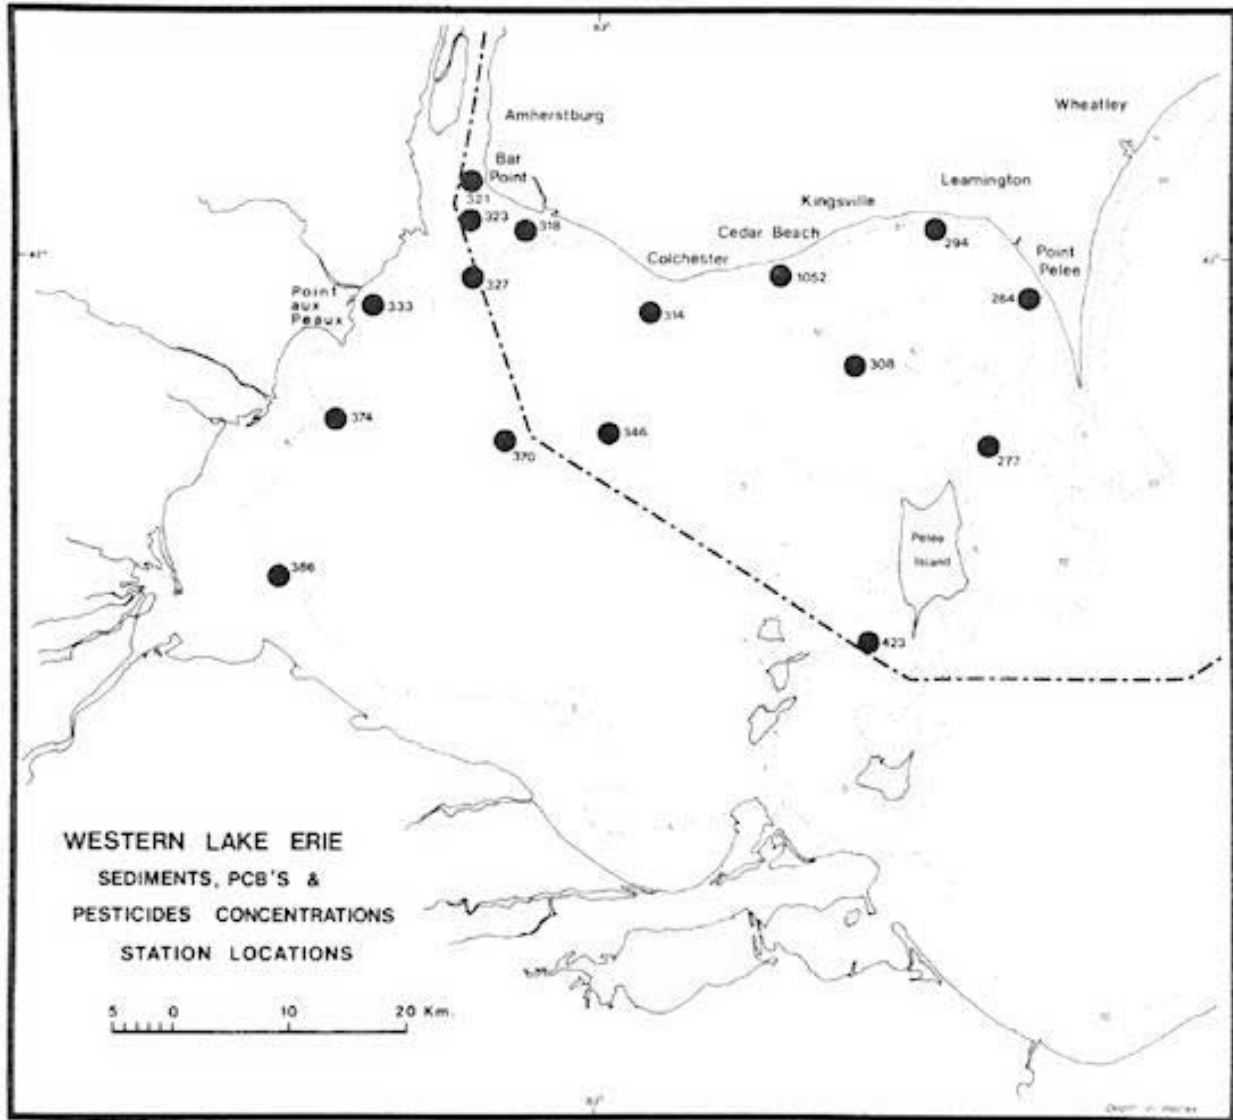 83°
Wheatley
Amherstburg
Bar
Point
Leamington
321
Kingsville
323
318
Cedar Beach
294
Colchester
Point
Pelee
1052
327
Point
aux
Peaux
333
314
264
308
374
346
370
277
Pelee
Island
386
423
WESTERN LAKE ERIE
SEDIMENTS, PCB'S &
PESTICIDES CONCENTRATIONS
STATION LOCATIONS
5 0 10 20 Km.
83°